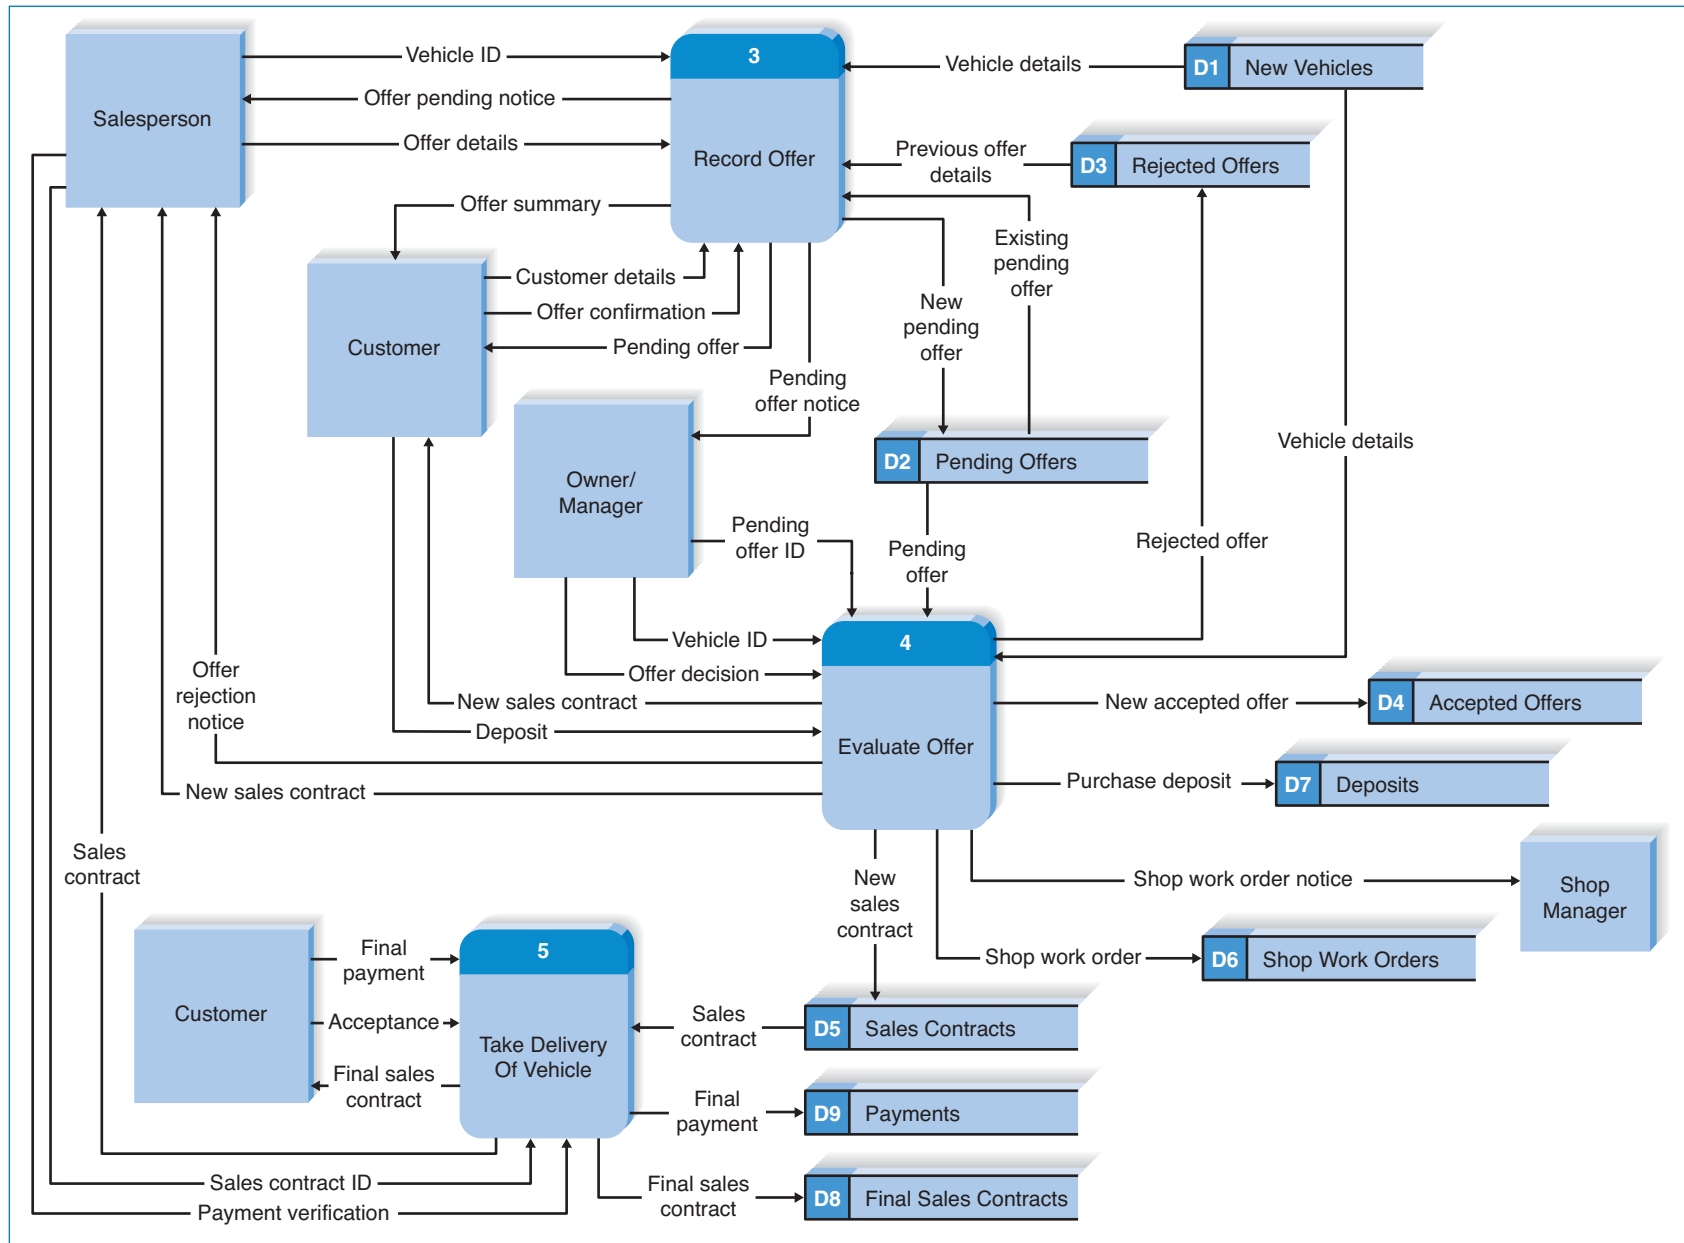 Salesperson
Vehicle ID
Offer pending notice
Offer details
3
Record Offer
Vehicle details
D1 New Vehicles
Previous offer
details
D3 Rejected Offers
Offer summary
Customer details
Offer confirmation
Pending offer
Customer
Pending
offer notice
New
pending
offer
Existing
pending
offer
D2 Pending Offers
Vehicle details
Owner/
Manager
Pending
offer ID
Pending
offer
Rejected offer
Vehicle ID
Offer decision
4
Evaluate Offer
Offer
rejection
notice
New sales contract
Deposit
New sales contract
New accepted offer
D4 Accepted Offers
Purchase deposit
D7 Deposits
Sales
contract
New
sales
contract
Shop work order notice
Shop
Manager
Shop work order
D6 Shop Work Orders
Customer
Final
payment
Acceptance
Final sales
contract
5
Take Delivery
Of Vehicle
Sales
contract
D5 Sales Contracts
Final
payment
D9 Payments
Sales contract ID
Payment verification
Final sales
contract
D8 Final Sales Contracts